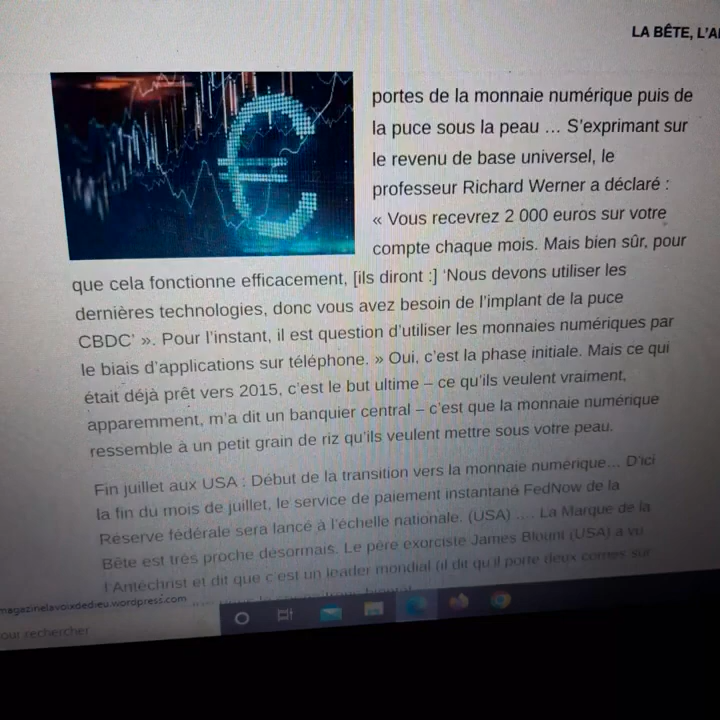 LA BÊTE, L'A
portes de la monnaie numérique puis de
la puce sous la peau … S'exprimant sur
le revenu de base universel, le
professeur Richard Werner a déclaré :
« Vous recevrez 2 000 euros sur votre
compte chaque mois. Mais bien sûr, pour
que cela fonctionne efficacement, [ils diront :] 'Nous devons utiliser les
dernières technologies, donc vous avez besoin de l'implant de la puce
CBDC' ». Pour l'instant, il est question d'utiliser les monnaies numériques par
le biais d'applications sur téléphone. » Oui, c'est la phase initiale. Mais ce qui
était déjà prêt vers 2015, c'est le but ultime – ce qu'ils veulent vraiment,
apparemment, m'a dit un banquier central – c'est que la monnaie numérique
ressemble à un petit grain de riz qu'ils veulent mettre sous votre peau.
Fin juillet aux USA : Début de la transition vers la monnaie numérique… D'ici
la fin du mois de juillet, le service de paiement instantané FedNow de la
Réserve fédérale sera lancé à l'échelle nationale. (USA) …. La Marque de la
Bête est très proche désormais. Le père exorciste James Blount (USA) a vu
l'Antéchrist et dit que c'est un leader mondial (il dit qu'il porte deux cornes sur
magazinelavoixdedieu.wordpress.com
our rechercher